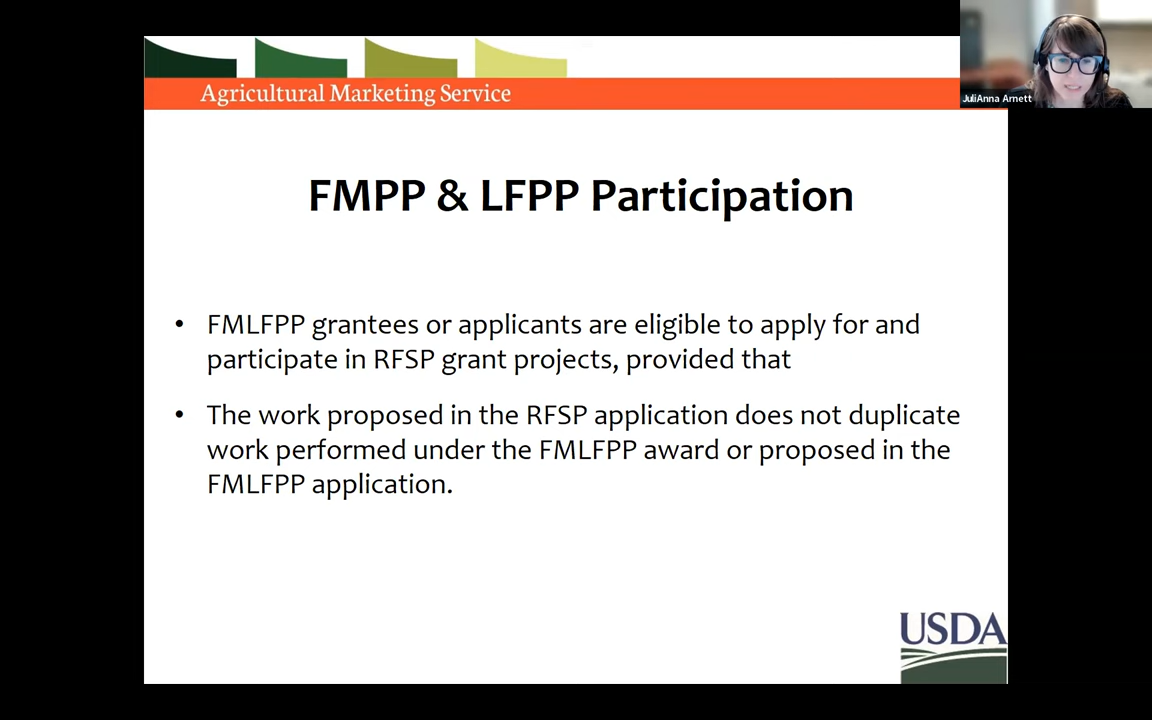 Agricultural Marketing Service
JuliAnna Arnett
FMPP & LFPP Participation
• FMLFPP grantees or applicants are eligible to apply for and
participate in RFSP grant projects, provided that
• The work proposed in the RFSP application does not duplicate
work performed under the FMLFPP award or proposed in the
FMLFPP application.
USDA